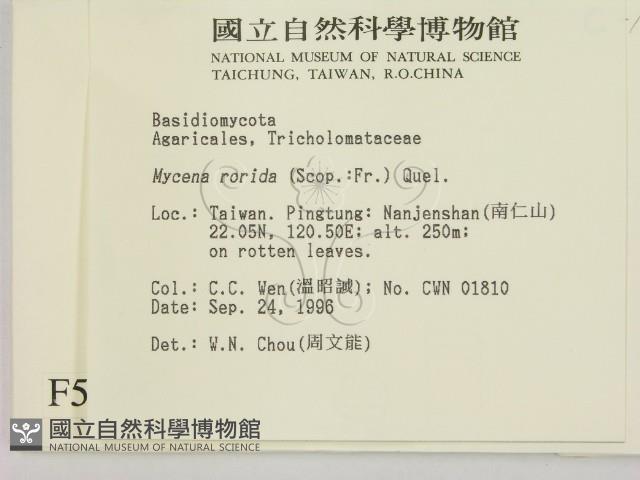 國立自然科學博物館
NATIONAL MUSEUM OF NATURAL SCIENCE
TAICHUNG, TAIWAN, R.O.CHINA
Basidiomycota
Agaricales, Tricholomataceae
Mycena rorida (Scop.:Fr.) Quel.
Loc.: Taiwan. Pingtung: Nanjenshan(南仁山)
22.05N, 120.50E; alt. 250m;
on rotten leaves.
Col.: C.C. Wen(溫昭誠); No. CWN 01810
Date: Sep. 24, 1996
Det.: W.N. Chou(周文能)
F5
國立自然科學博物館
NATIONAL MUSEUM OF NATURAL SCIENCE